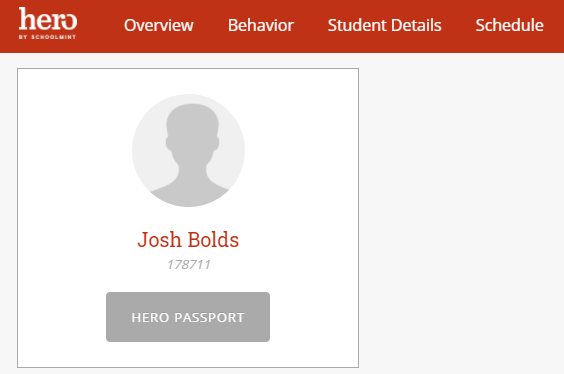 hero
BY SCHOOLMINT
Overview Behavior Student Details Schedule
Josh Bolds
178711
HERO PASSPORT